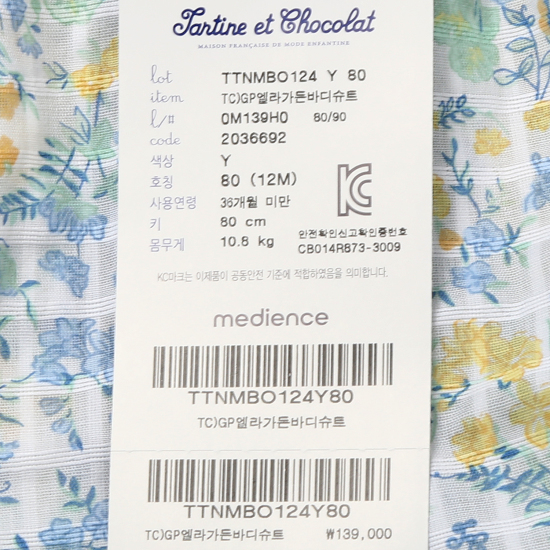 Tartine et Chocolat
MAISON FRANÇAISE DE MODE ENFANTINE
lot TTNMBO124 Y 80
item TC)GP엘라가든바디슈트
l/# 0M139H0 80/90
code 2036692
색상 Y
호칭 80 (12M)
사용연령 36개월 미만
키 80 cm
몸무게 10.8 kg
안전확인신고확인증번호
CB014R873-3009
KC마크는 이제품이 공통안전 기준에 적합하였음을 의미합니다.
medience
TTNMBO124Y80
TC)GP엘라가든바디슈트
TTNMBO124Y80
TC)GP엘라가든바디슈트 ₩139,000